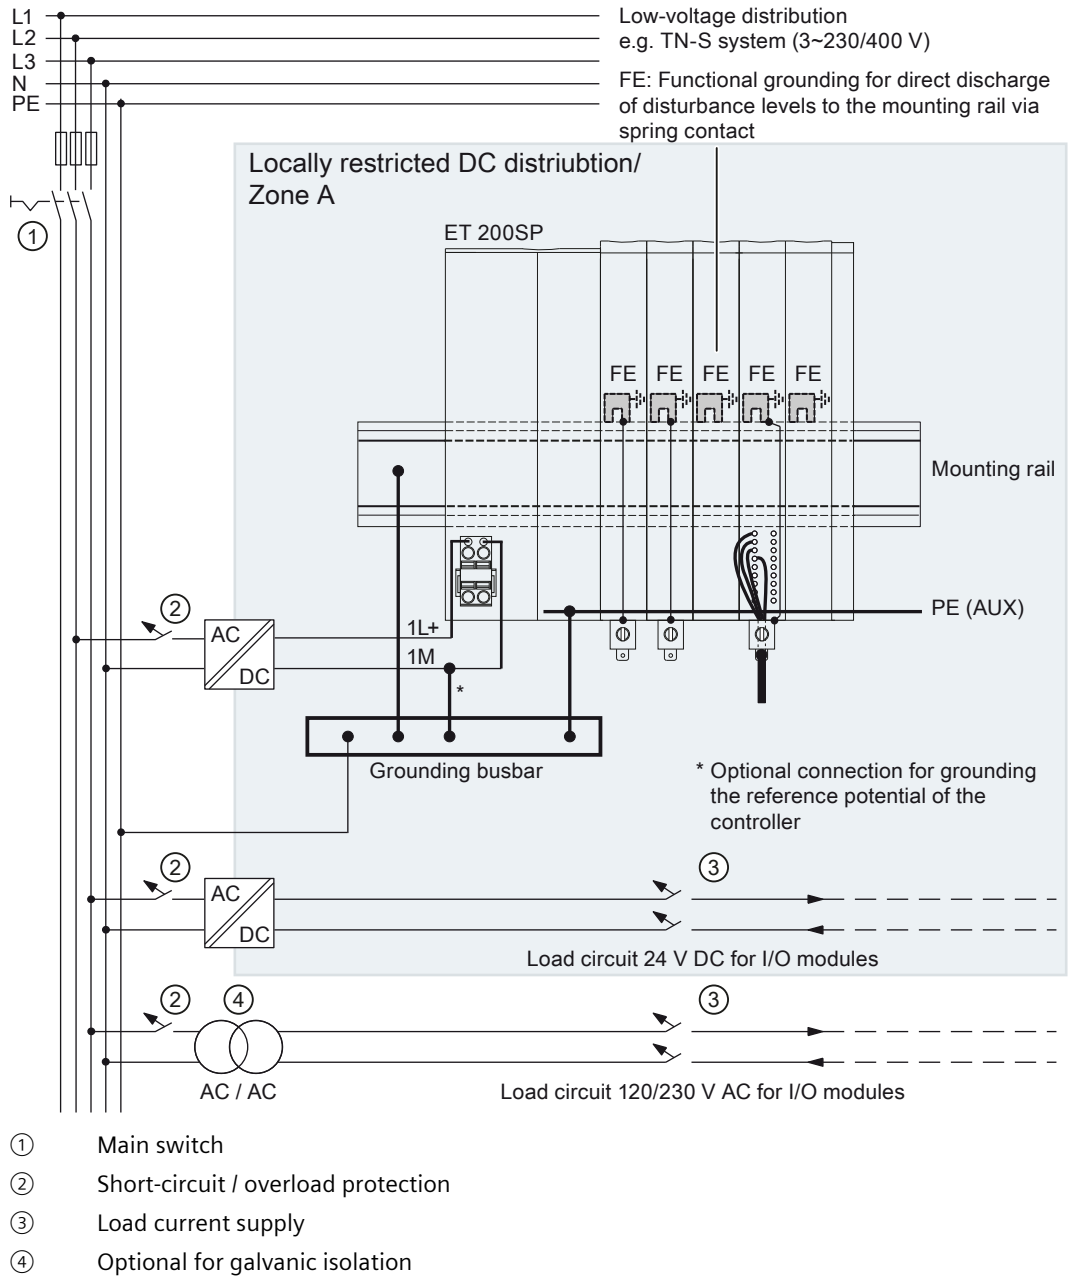 L1
L2
L3
N
PE
Low-voltage distribution
e.g. TN-S system (3~230/400 V)
FE: Functional grounding for direct discharge
of disturbance levels to the mounting rail via
spring contact
Locally restricted DC distriubtion/
Zone A
①
ET 200SP
FE FE FE FE FE
Mounting rail
②
AC
DC
1L+
1M
*
PE (AUX)
Grounding busbar
* Optional connection for grounding
the reference potential of the
controller
② ③
AC
DC
Load circuit 24 V DC for I/O modules
② ④ ③
AC / AC
Load circuit 120/230 V AC for I/O modules
① Main switch
② Short-circuit / overload protection
③ Load current supply
④ Optional for galvanic isolation